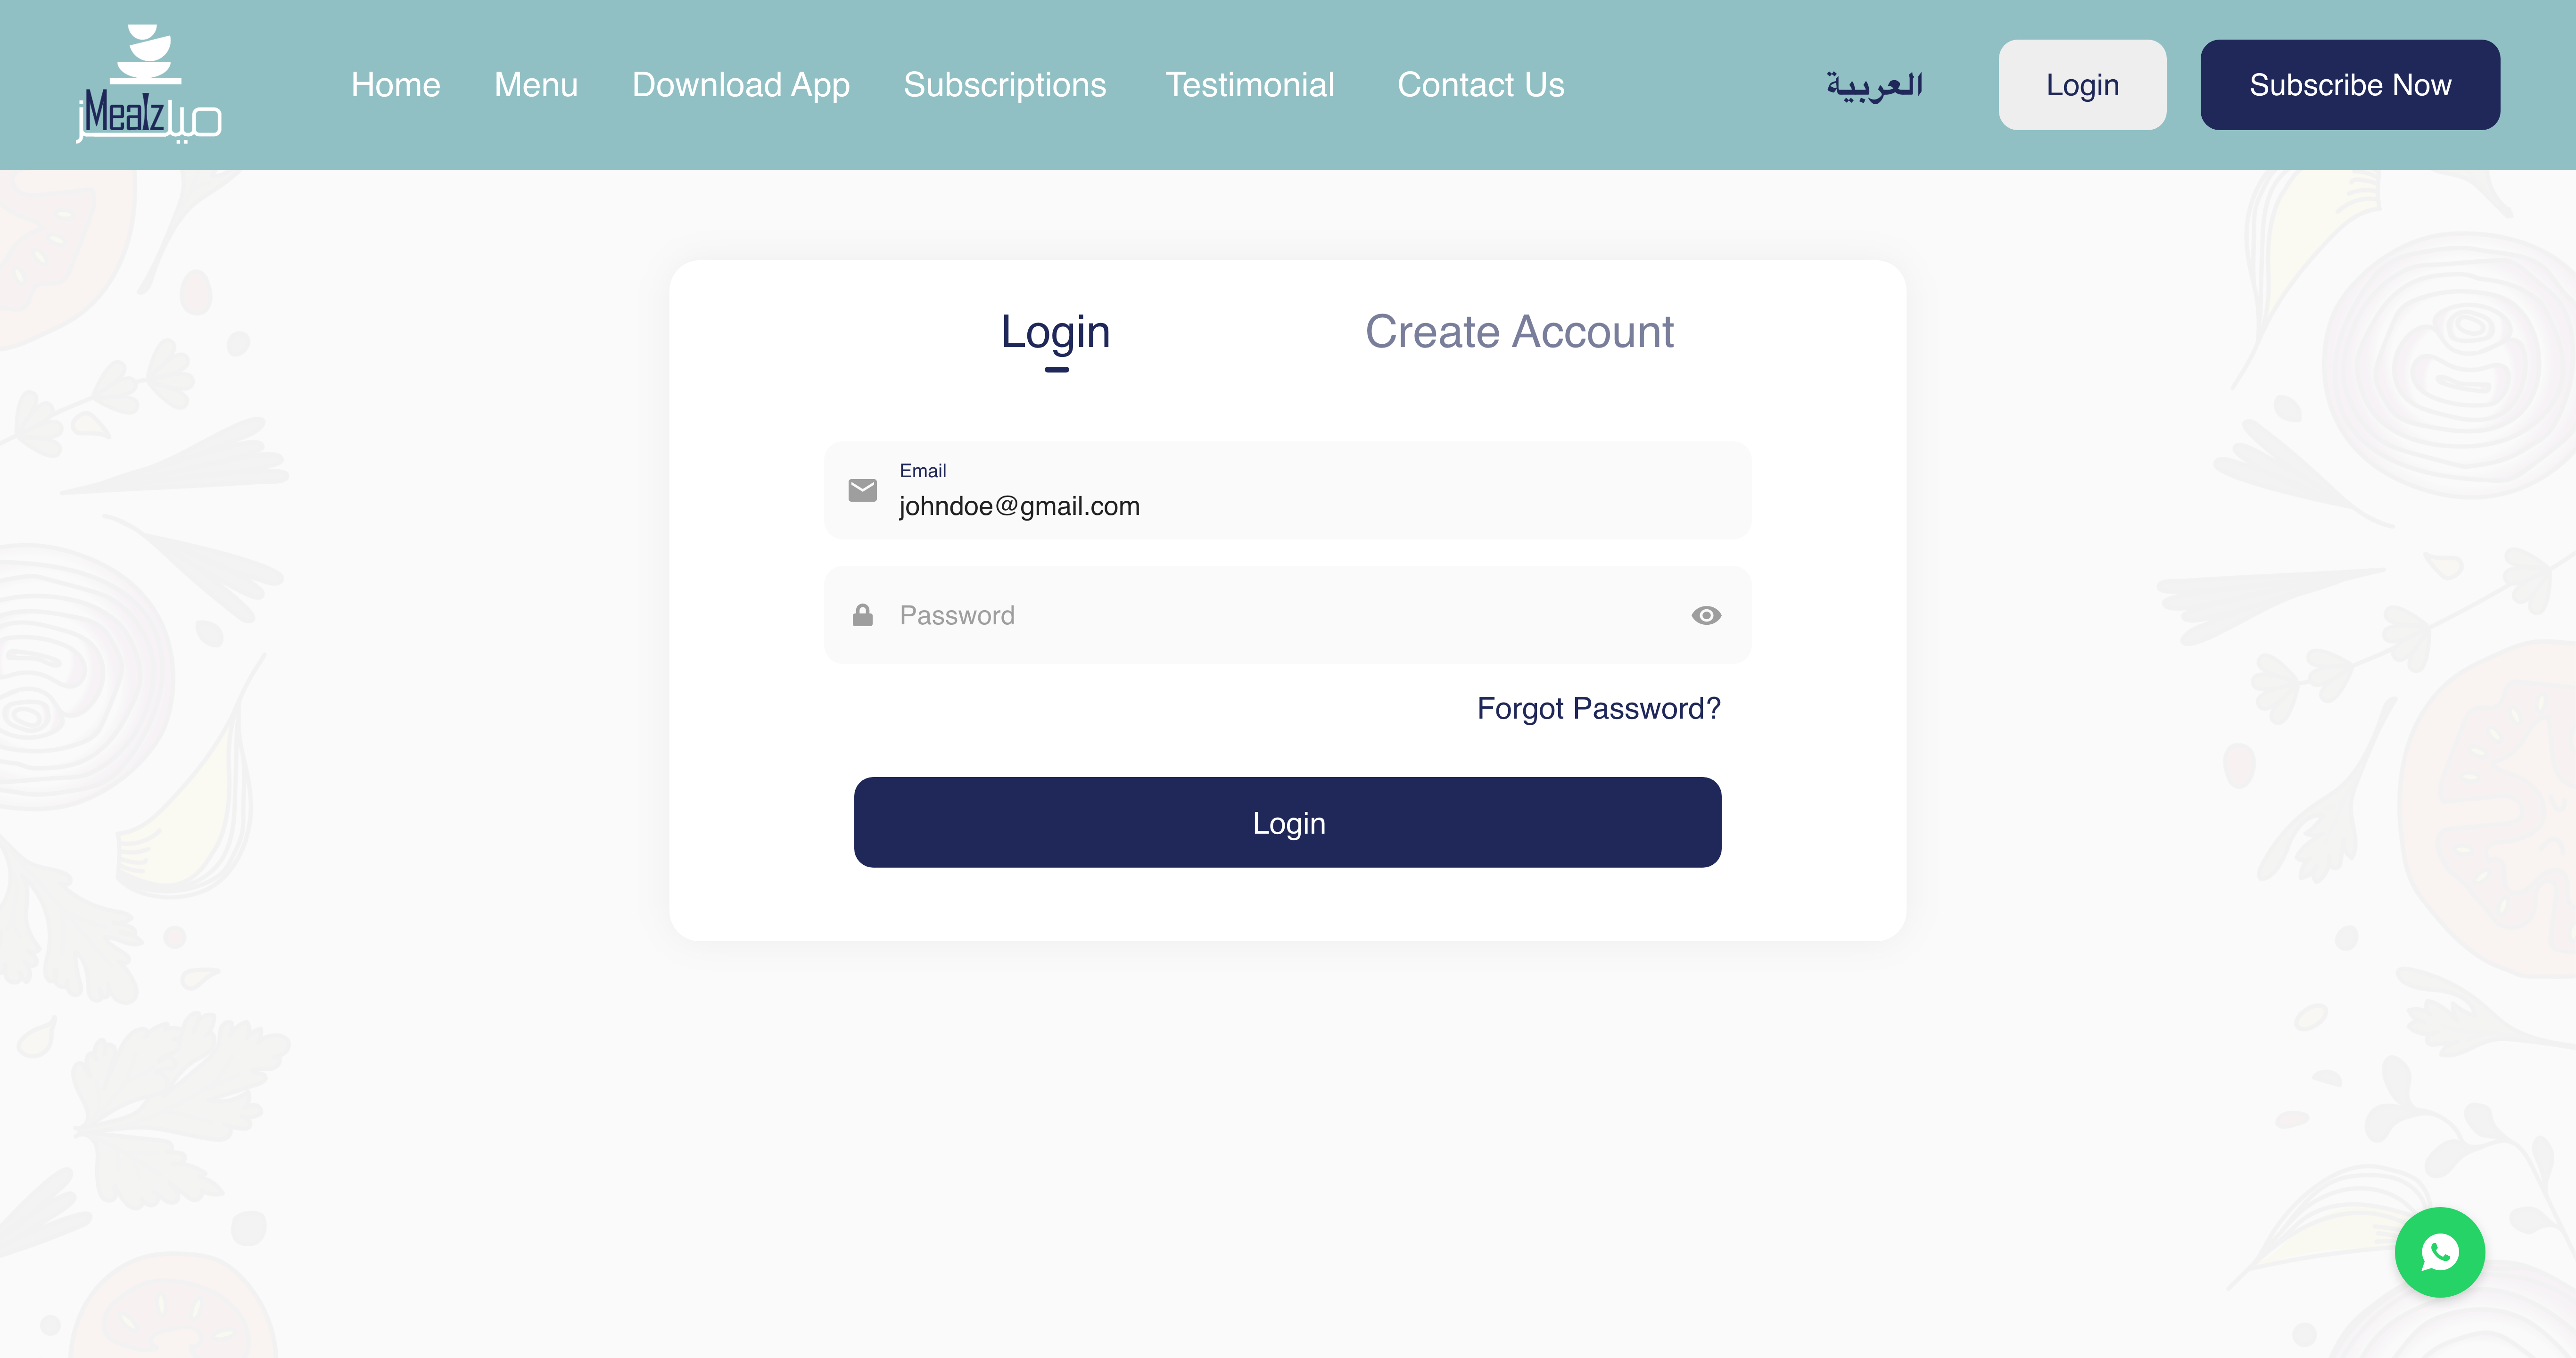 Mealz
ميلز
Home
Menu
Download App
Subscriptions
Testimonial
Contact Us
العربية
Login
Subscribe Now
Login
Create Account
Email
johndoe@gmail.com
Password
Forgot Password?
Login